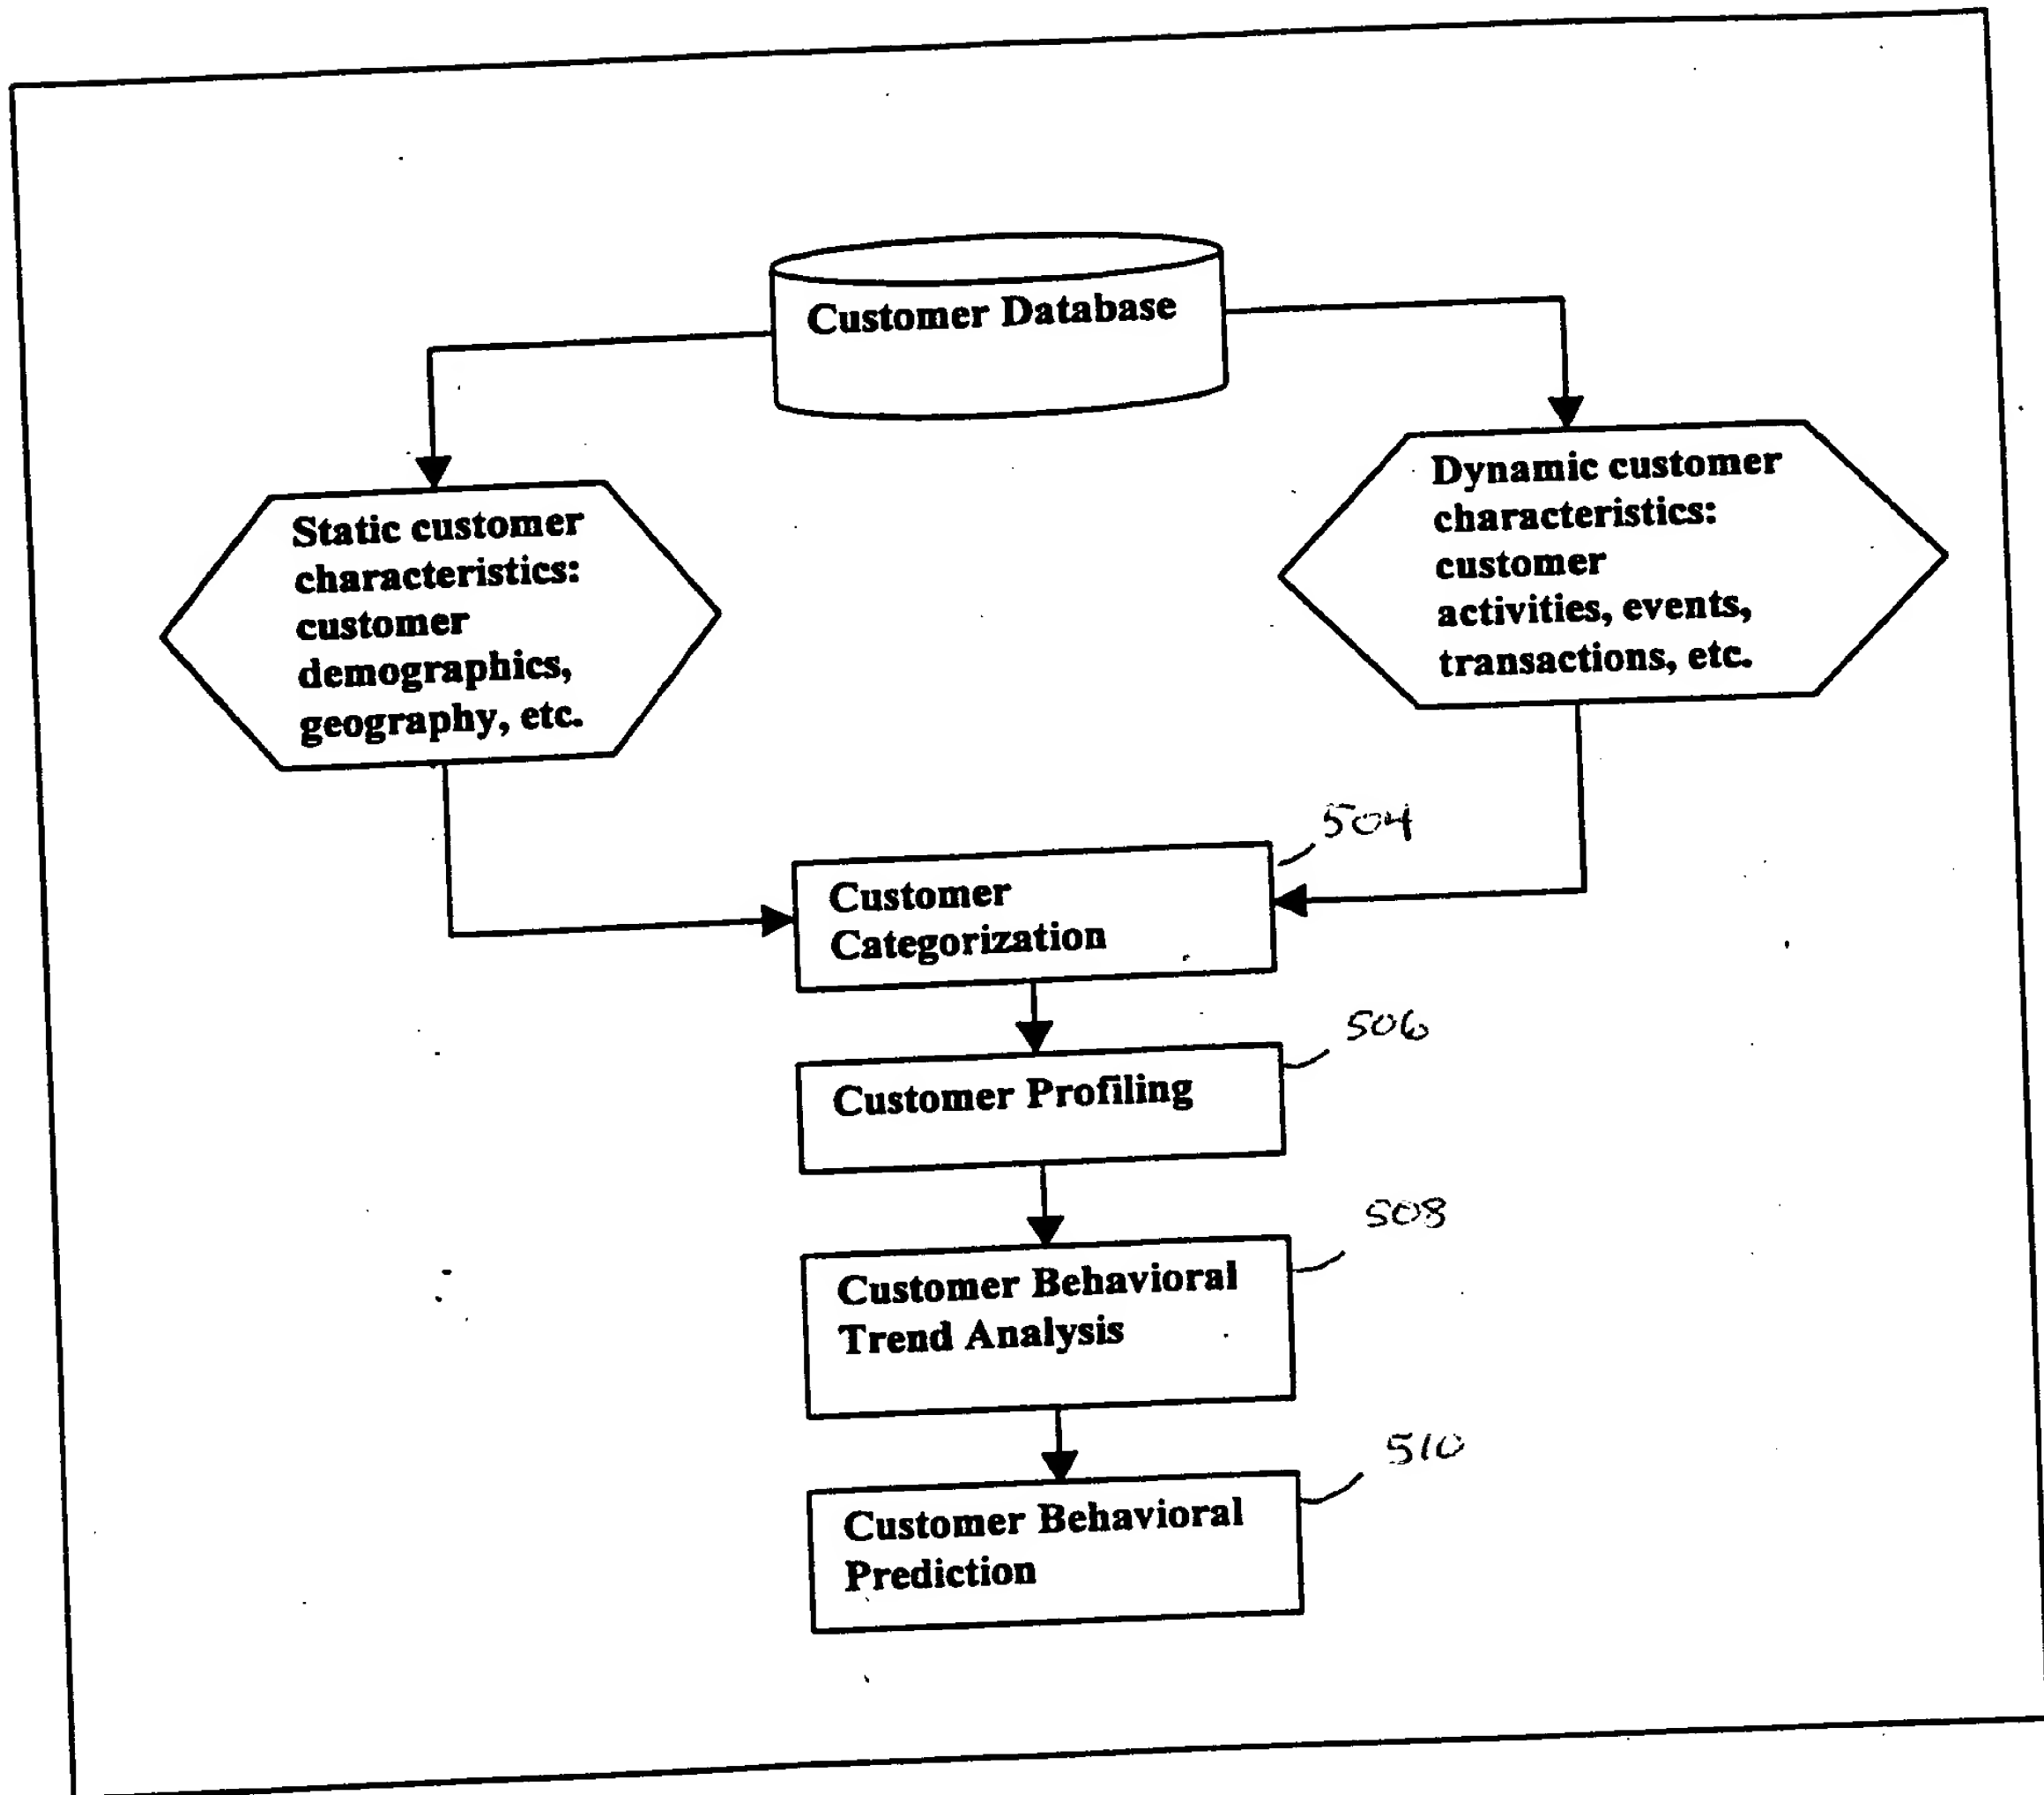 Customer Database
Static customer
characteristics:
customer
demographics,
geography, etc.
Dynamic customer
characteristics:
customer
activities, events,
transactions, etc.
504
Customer
Categorization
506
Customer Profiling
508
Customer Behavioral
Trend Analysis
510
Customer Behavioral
Prediction